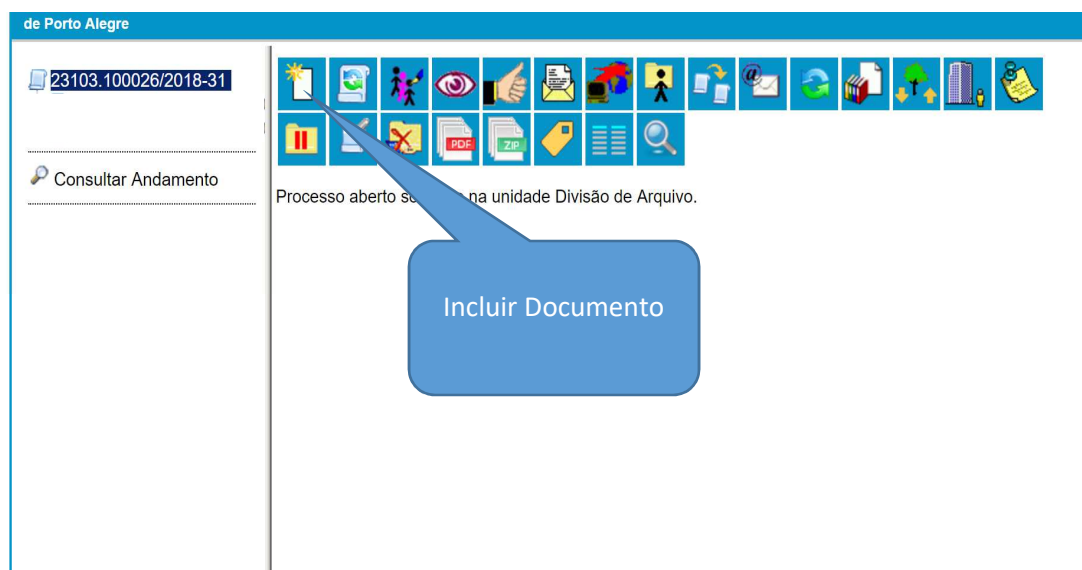 de Porto Alegre
23103.100026/2018-31
Consultar Andamento
@
PDF
ZIP
Processo aberto na unidade Divisão de Arquivo.
Incluir Documento